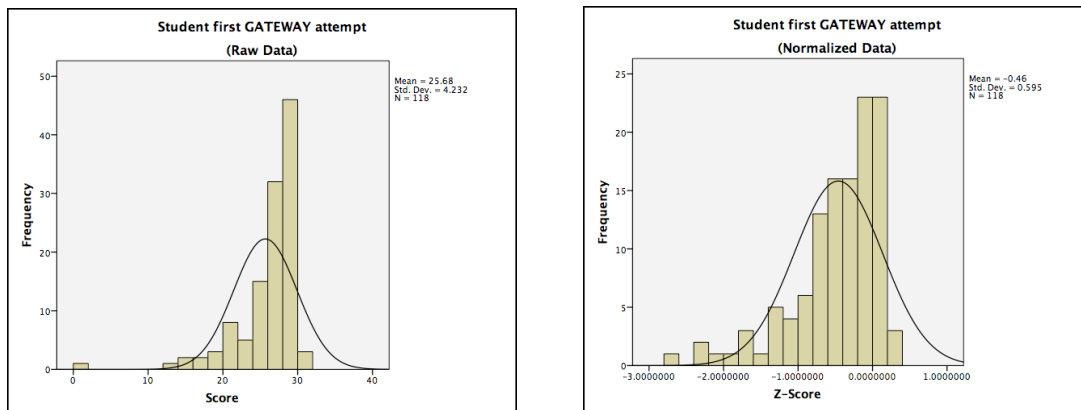 Student first GATEWAY attempt
(Raw Data)
Mean = 25.68
Std. Dev. = 4.232
N = 118
50
40
30
20
10
0
Frequency
0 10 20 30 40
Score
Student first GATEWAY attempt
(Normalized Data)
Mean = -0.46
Std. Dev. = 0.595
N = 118
25
20
15
10
5
0
Frequency
-3.0000000 -2.0000000 -1.0000000 0.0000000 1.0000000
Z-Score